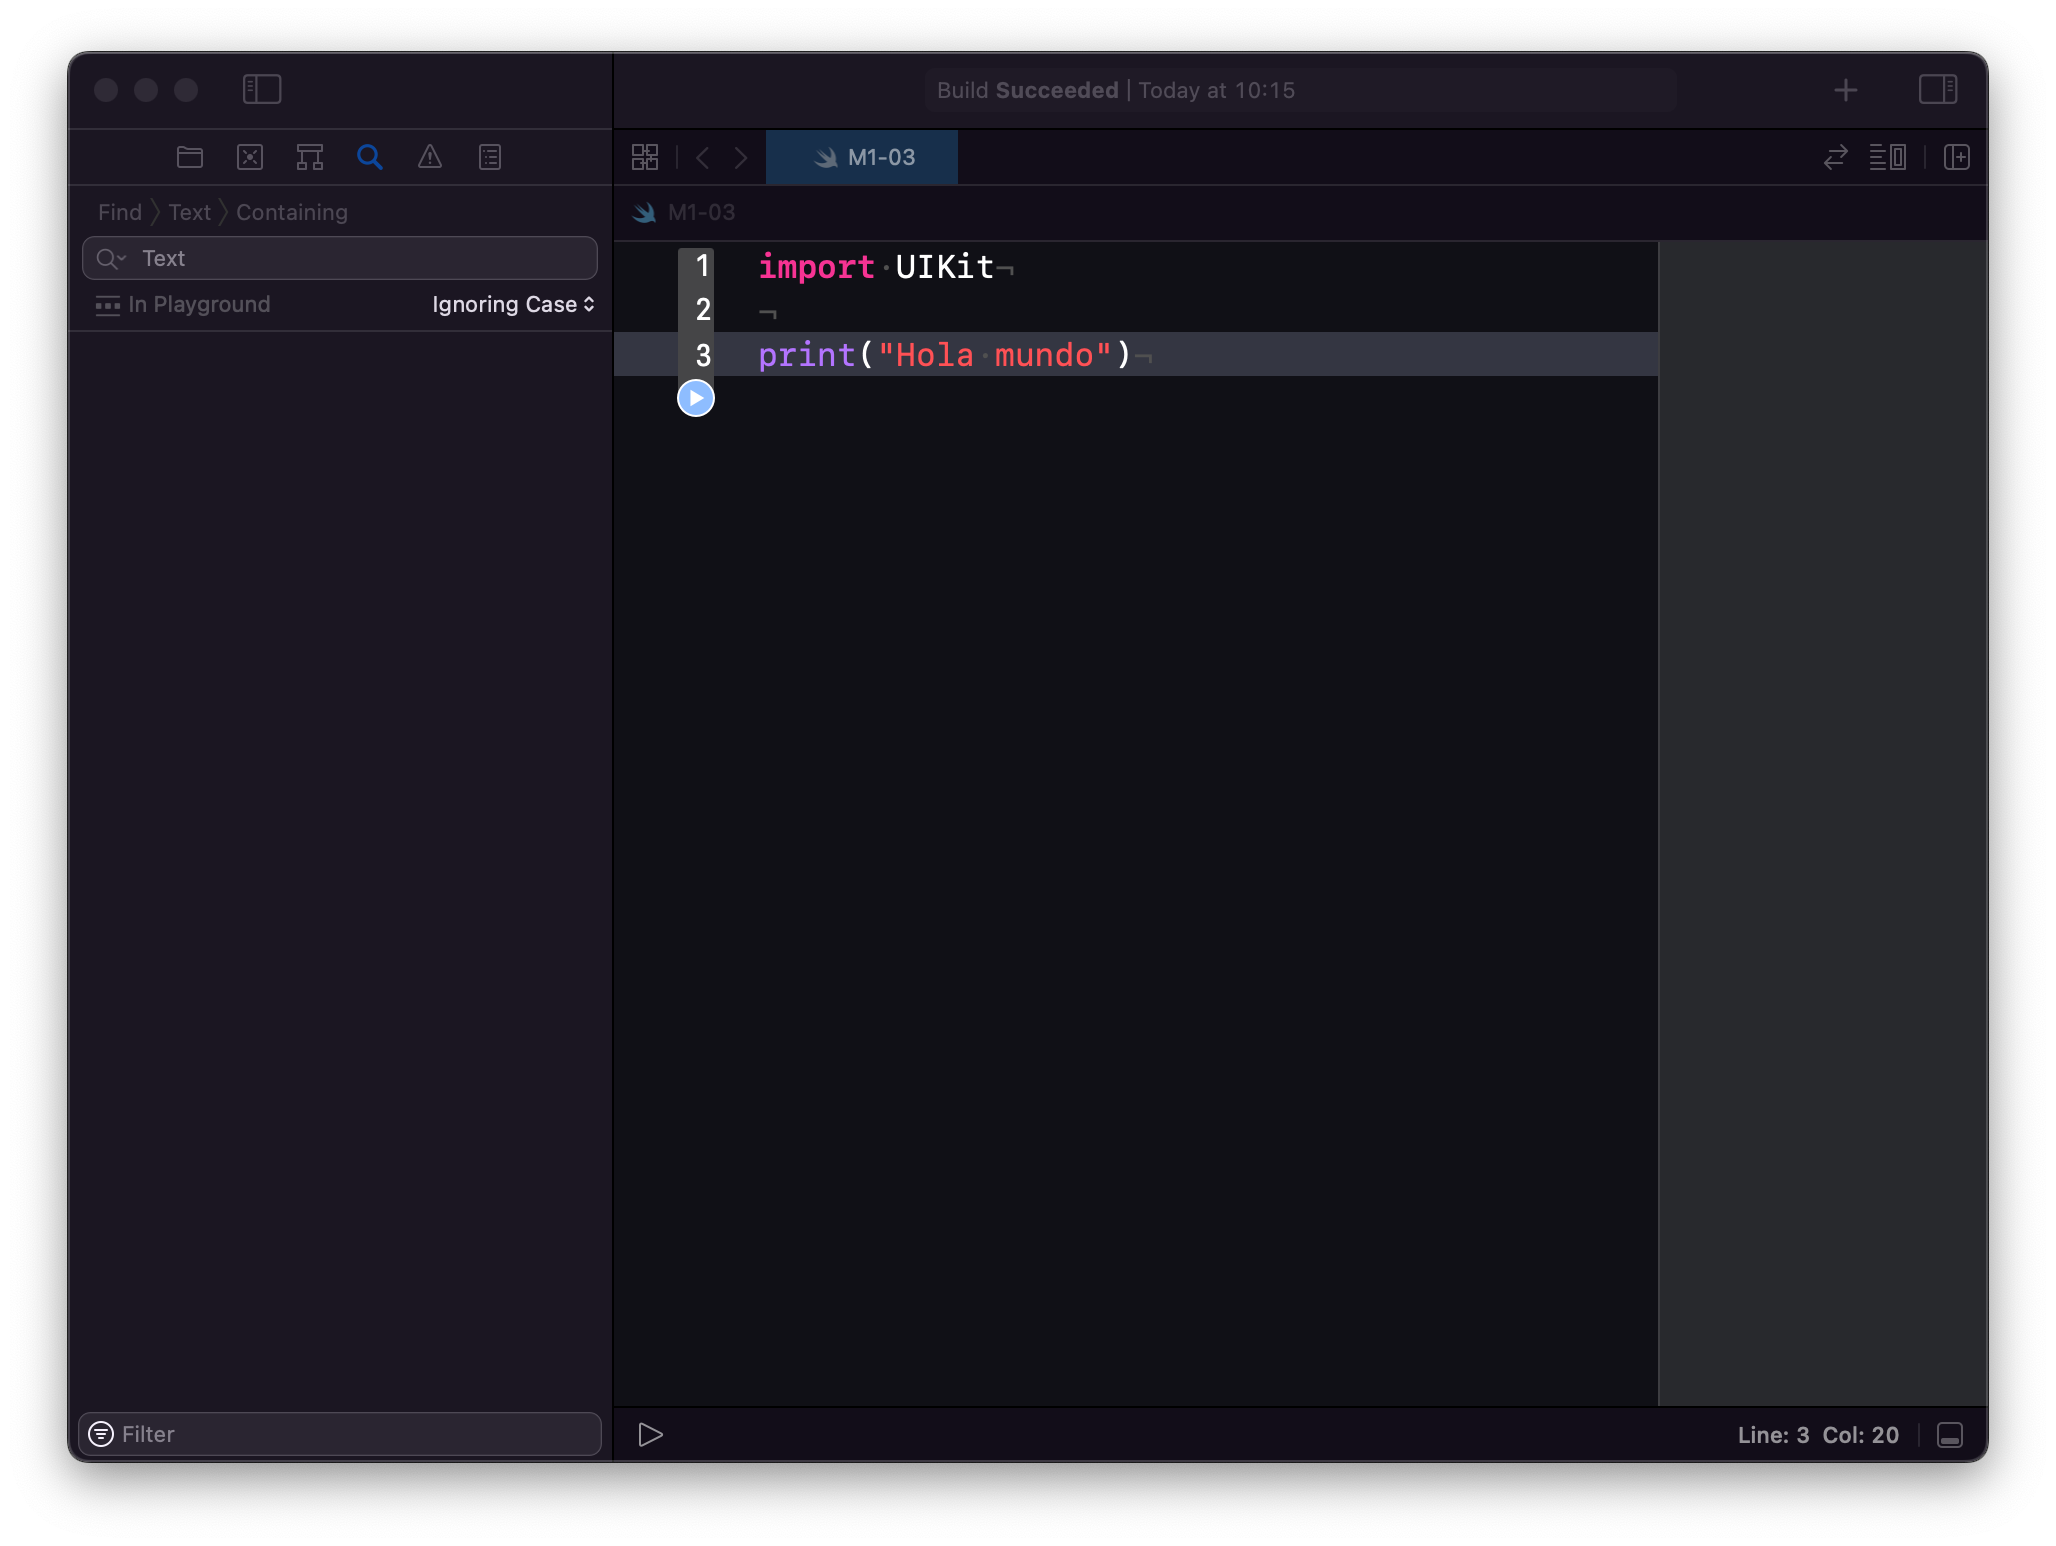 Build Succeeded | Today at 10:15
M1-03
Find 〉 Text 〉 Containing
M1-03
Text
In Playground Ignoring Case
1 import UIKit
2
3 print("Hola mundo")
Filter
Line: 3 Col: 20